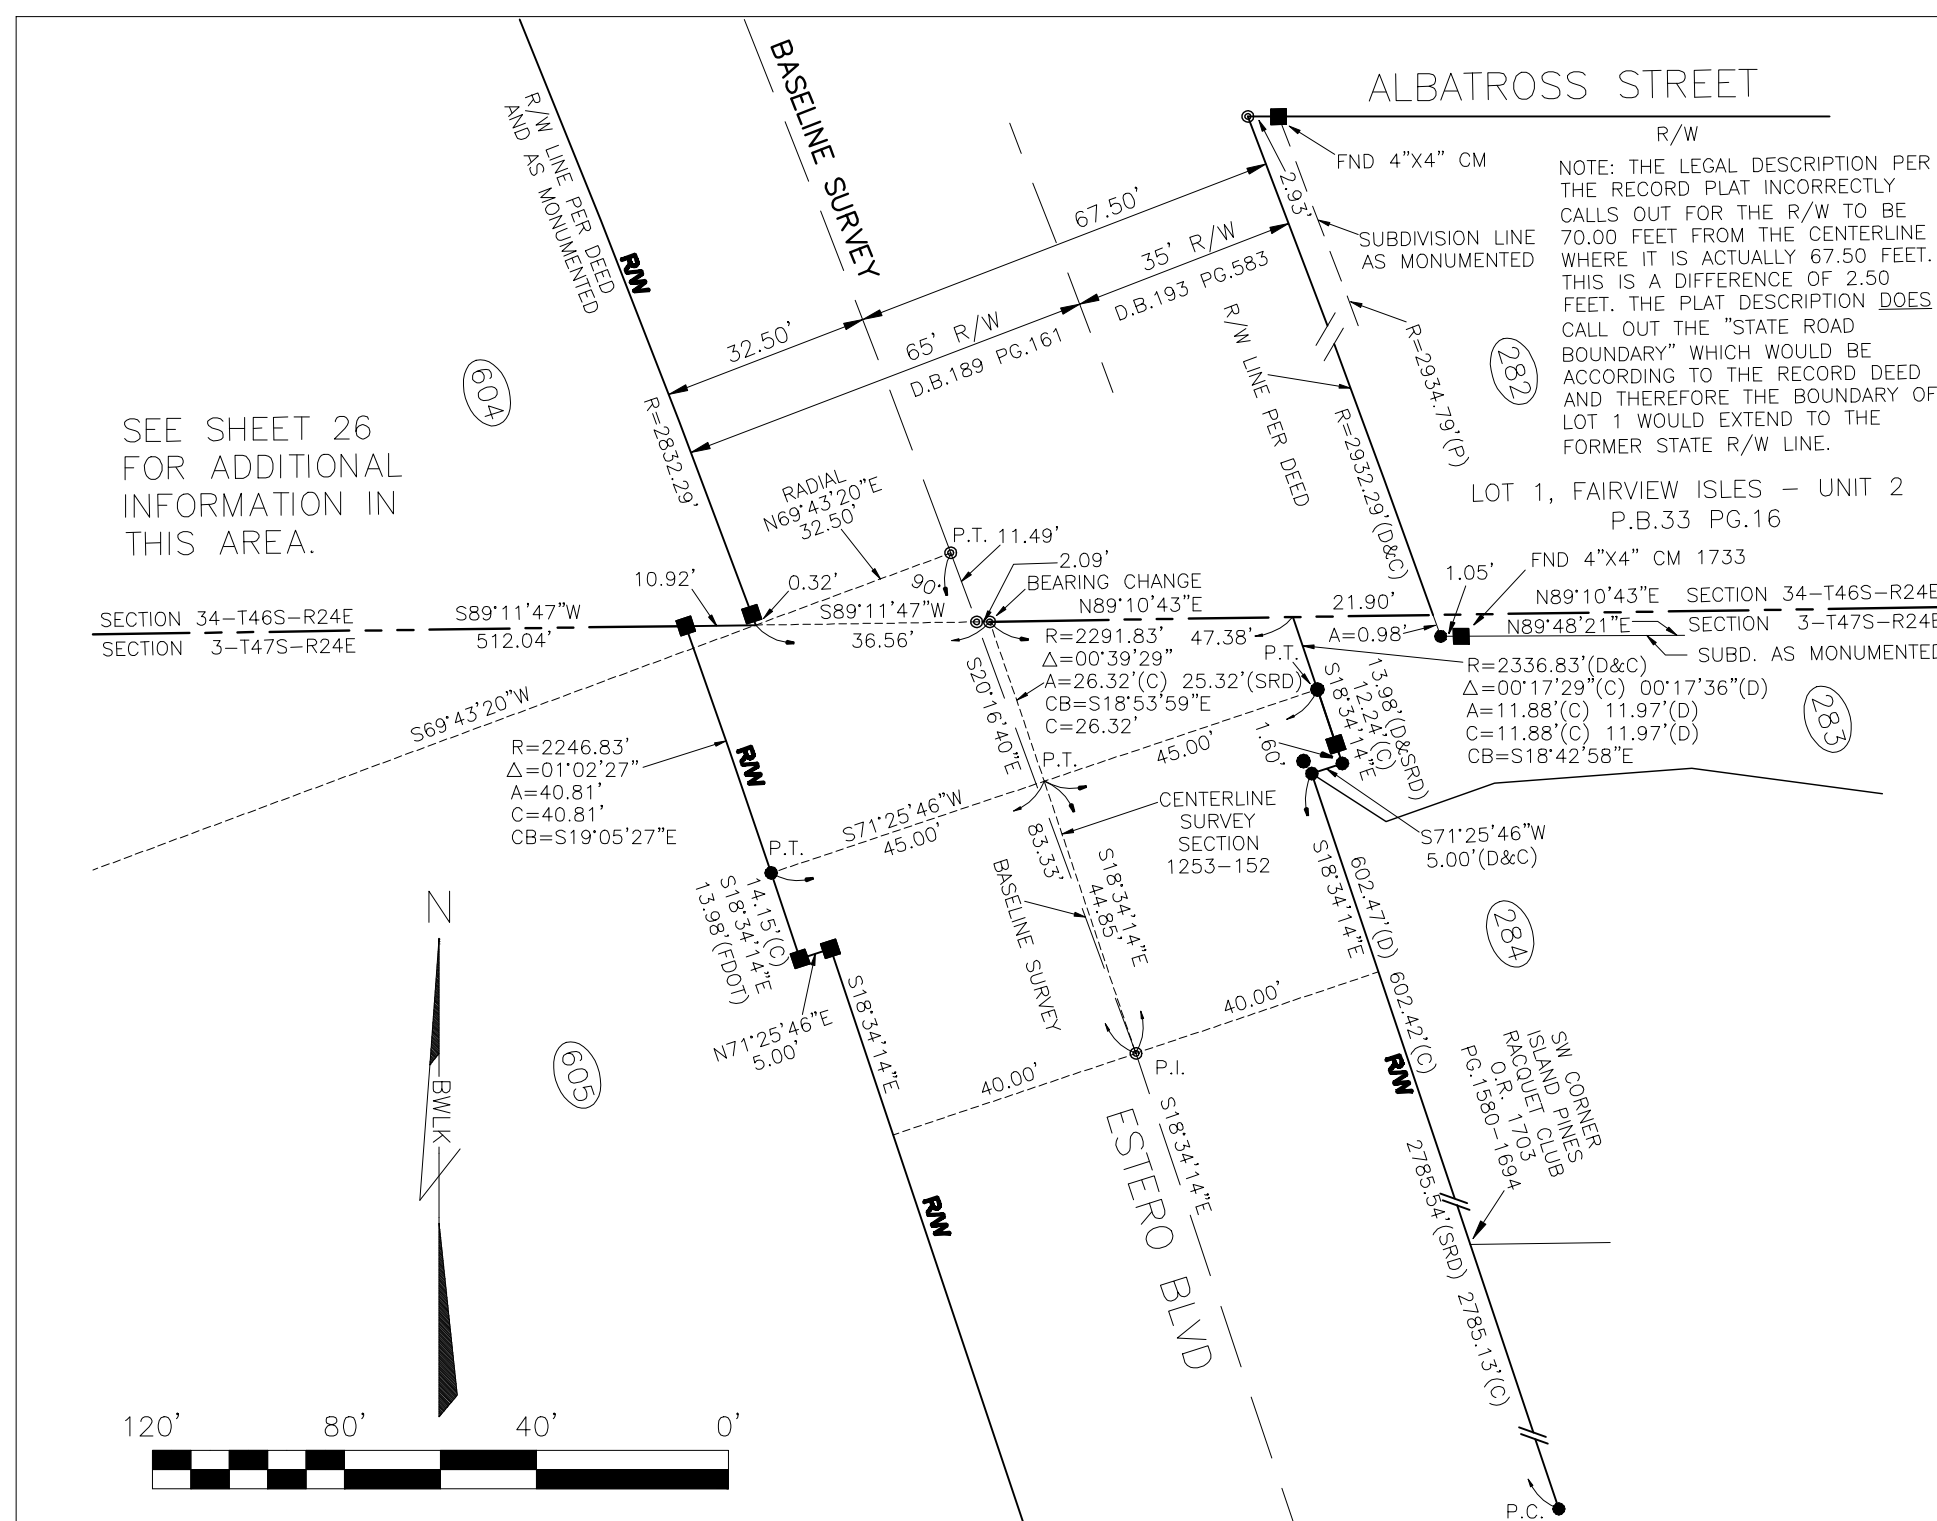 ALBATROSS STREET
R/W
FND 4"X4" CM
BASELINE SURVEY
R/W LINE PER DEED
AND AS MONUMENTED
R/W
67.50'
2.93'
35' R/W
D.B.193 PG.583
32.50'
65' R/W
D.B.189 PG.161
SUBDIVISION LINE
AS MONUMENTED
NOTE: THE LEGAL DESCRIPTION PER
THE RECORD PLAT INCORRECTLY
CALLS OUT FOR THE R/W TO BE
70.00 FEET FROM THE CENTERLINE
WHERE IT IS ACTUALLY 67.50 FEET.
THIS IS A DIFFERENCE OF 2.50
FEET. THE PLAT DESCRIPTION DOES
CALL OUT THE "STATE ROAD
BOUNDARY" WHICH WOULD BE
ACCORDING TO THE RECORD DEED
AND THEREFORE THE BOUNDARY OF
LOT 1 WOULD EXTEND TO THE
FORMER STATE R/W LINE.
604
282
SEE SHEET 26
FOR ADDITIONAL
INFORMATION IN
THIS AREA.
R=2832.29'
R/W LINE PER DEED
R=2934.79'(P)
R=2932.29'(D&C)
LOT 1, FAIRVIEW ISLES – UNIT 2
P.B.33 PG.16
RADIAL
N69°43'20"E
32.50'
P.T. 11.49'
90°
2.09'
BEARING CHANGE
FND 4"X4" CM 1733
1.05'
10.92'
0.32'
SECTION 34-T46S-R24E
SECTION 3-T47S-R24E
S89°11'47"W
512.04'
S89°11'47"W
36.56'
N89°10'43"E
21.90'
N89°10'43"E
SECTION 34-T46S-R24E
N89°48'21"E
SECTION 3-T47S-R24E
SUBD. AS MONUMENTED
47.38'
A=0.98'
P.T.
R=2291.83'
Δ=00°39'29"
A=26.32'(C) 25.32'(SRD)
CB=S18°53'59"E
C=26.32'
R=2336.83'(D&C)
Δ=00°17'29"(C) 00°17'36"(D)
A=11.88'(C) 11.97'(D)
C=11.88'(C) 11.97'(D)
CB=S18°42'58"E
283
S69°43'20"W
S20°16'40"E
13.98'(D&SRD)
12.24'(C)
S18°34'14"E
1.60'
45.00'
P.T.
R=2246.83'
Δ=01°02'27"
A=40.81'
C=40.81'
CB=S19°05'27"E
R/W
S71°25'46"W
45.00'
P.T.
CENTERLINE
SURVEY
SECTION
1253-152
83.33'
S18°34'14"E
44.85'
BASELINE SURVEY
S71°25'46"W
5.00'(D&C)
S18°34'14"E
602.47'(D) 602.42'(C)
284
14.15'(C)
S18°34'14"E
13.98'(FDOT)
N71°25'46"E
5.00'
S18°34'14"E
N
BWLK
605
40.00'
40.00'
P.I.
S18°34'14"E
R/W
SW CORNER
ISLAND PINES
RACQUET CLUB
O.R. 1703
PG.1580-1694
ESTERO BLVD
R/W
2785.54'(SRD) 2785.13'(C)
120' 80' 40' 0'
P.C.